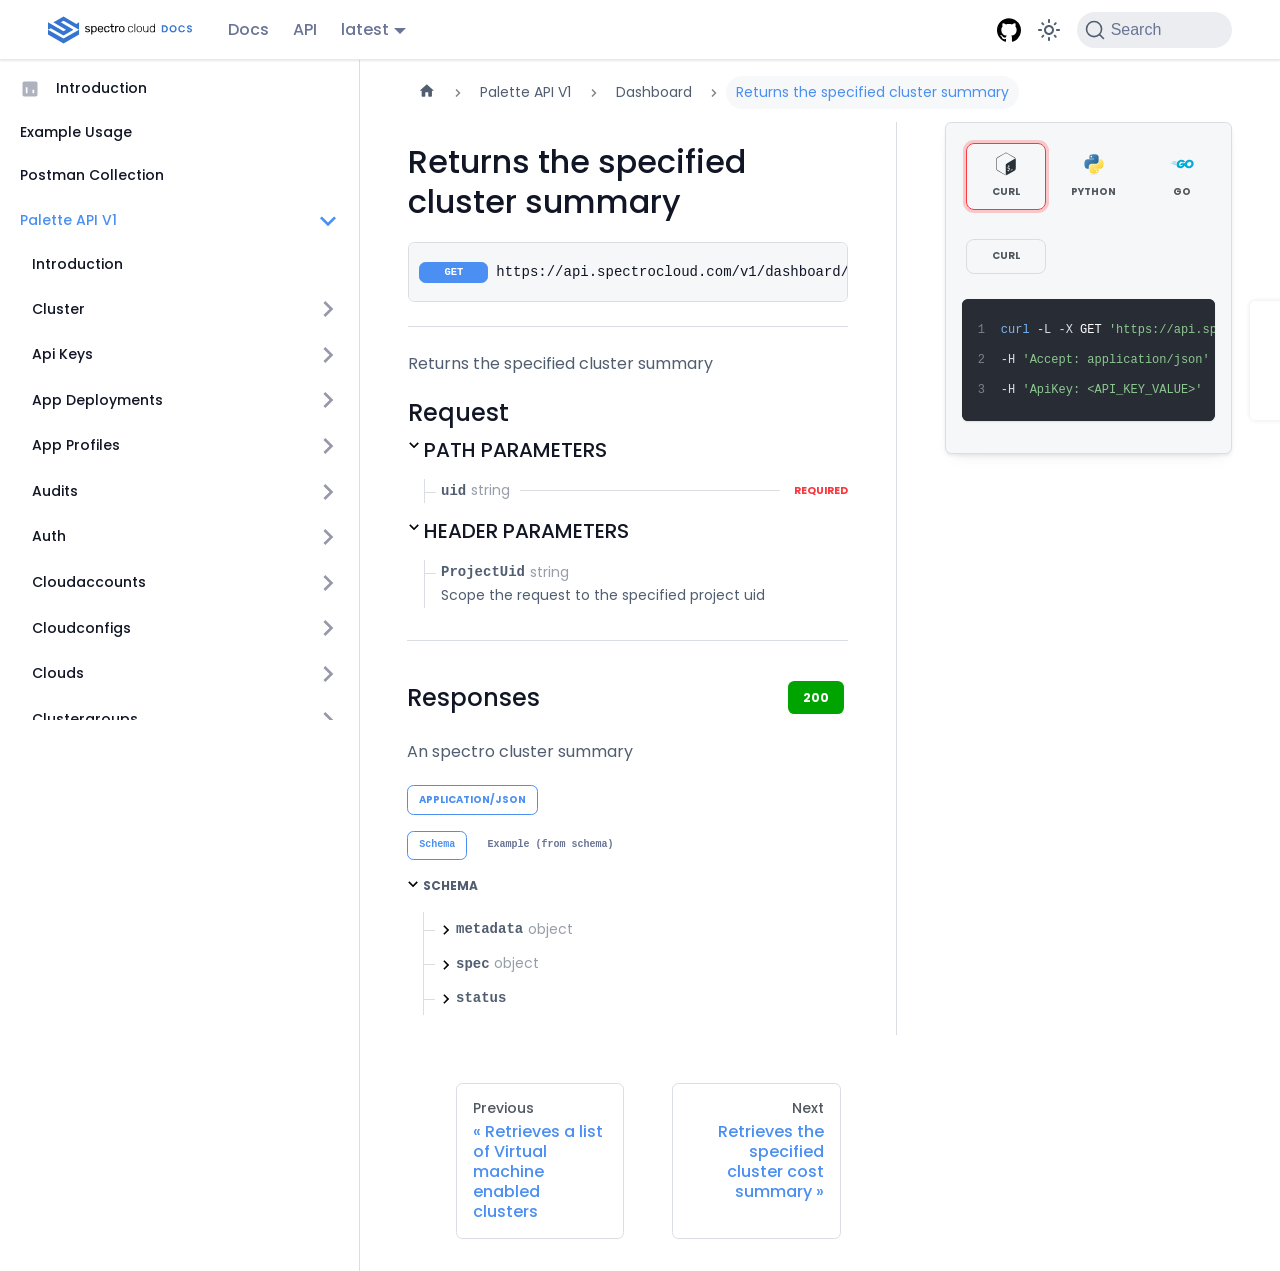 spectro cloud DOCS
Docs
API
latest
Search
Introduction
Example Usage
Postman Collection
Palette API V1
Introduction
Cluster
Api Keys
App Deployments
App Profiles
Audits
Auth
Cloudaccounts
Cloudconfigs
Clouds
Clustergroups
Palette API V1
Dashboard
Returns the specified cluster summary
Returns the specified
cluster summary
GET https://api.spectrocloud.com/v1/dashboard/
Returns the specified cluster summary
Request
PATH PARAMETERS
uid string REQUIRED
HEADER PARAMETERS
ProjectUid string
Scope the request to the specified project uid
Responses
200
An spectro cluster summary
APPLICATION/JSON
Schema
Example (from schema)
SCHEMA
metadata object
spec object
status
CURL
PYTHON
GO
CURL
1 curl -L -X GET 'https://api.sp
2 -H 'Accept: application/json'
3 -H 'ApiKey: <API_KEY_VALUE>'
Previous
« Retrieves a list
of Virtual
machine
enabled
clusters
Next
Retrieves the
specified
cluster cost
summary »